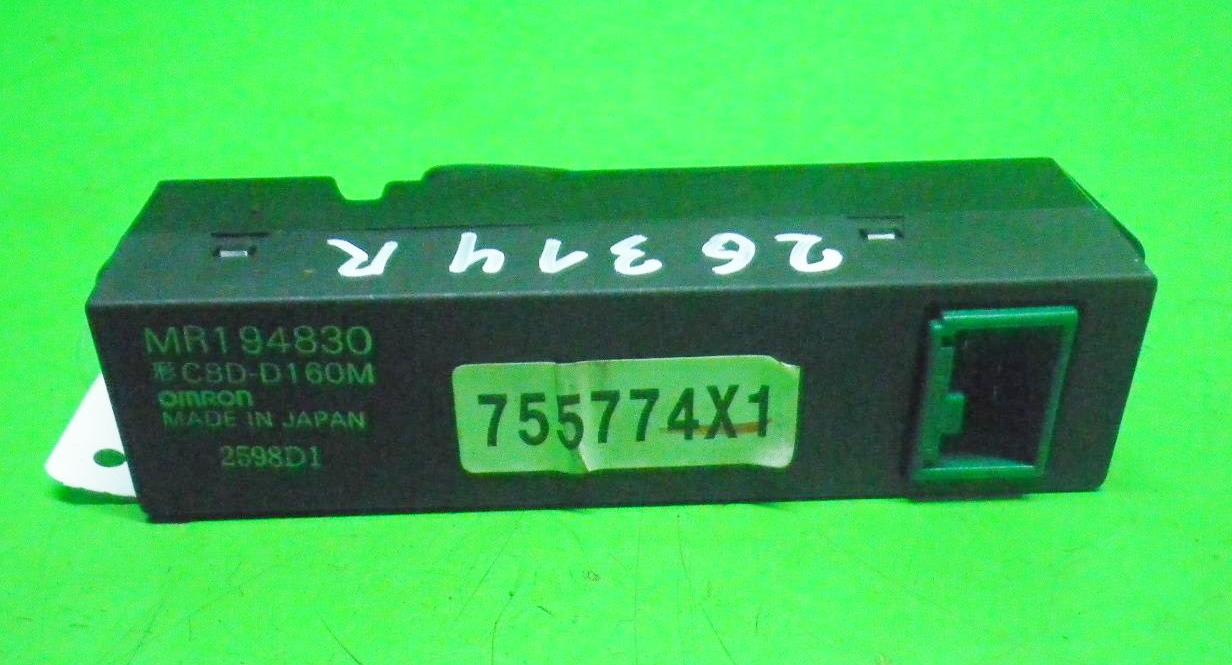 26314R
MR194830
形C8D-D160M
omron
MADE IN JAPAN
2598D1
755774X1